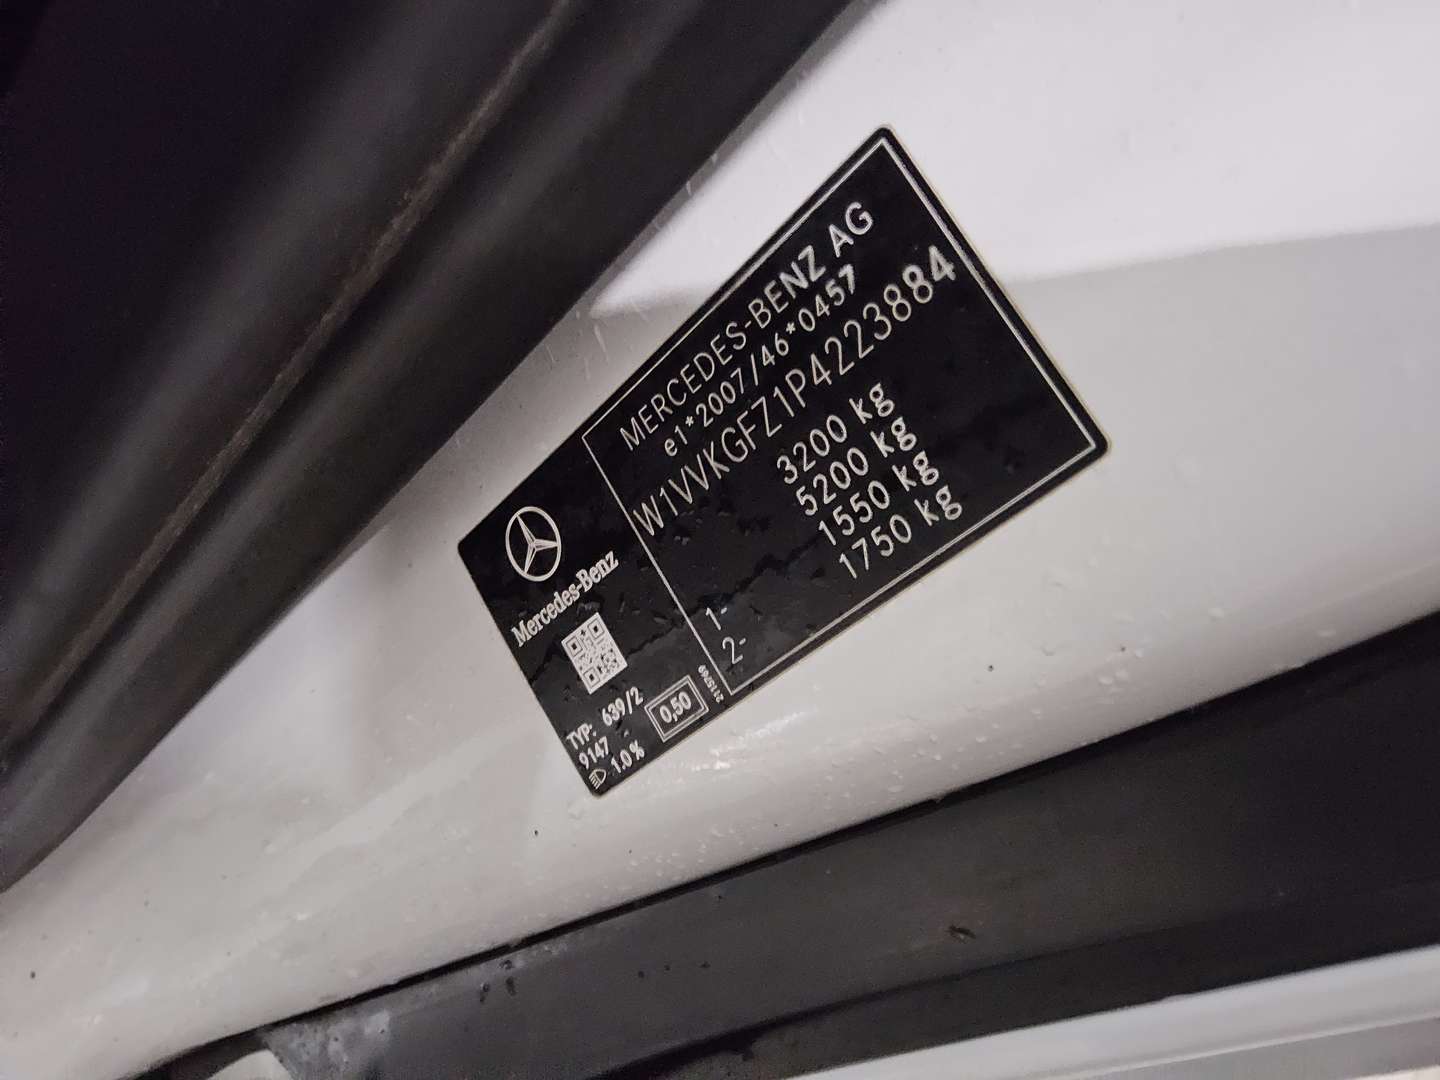 MERCEDES-BENZ AG
e1*2007/46*0457
W1VVKGFZ1P4223884
3200 kg
5200 kg
1550 kg
1750 kg
1-
2-
Mercedes-Benz
TYP: 639/2
9147
0,50
1.0 %
2115769